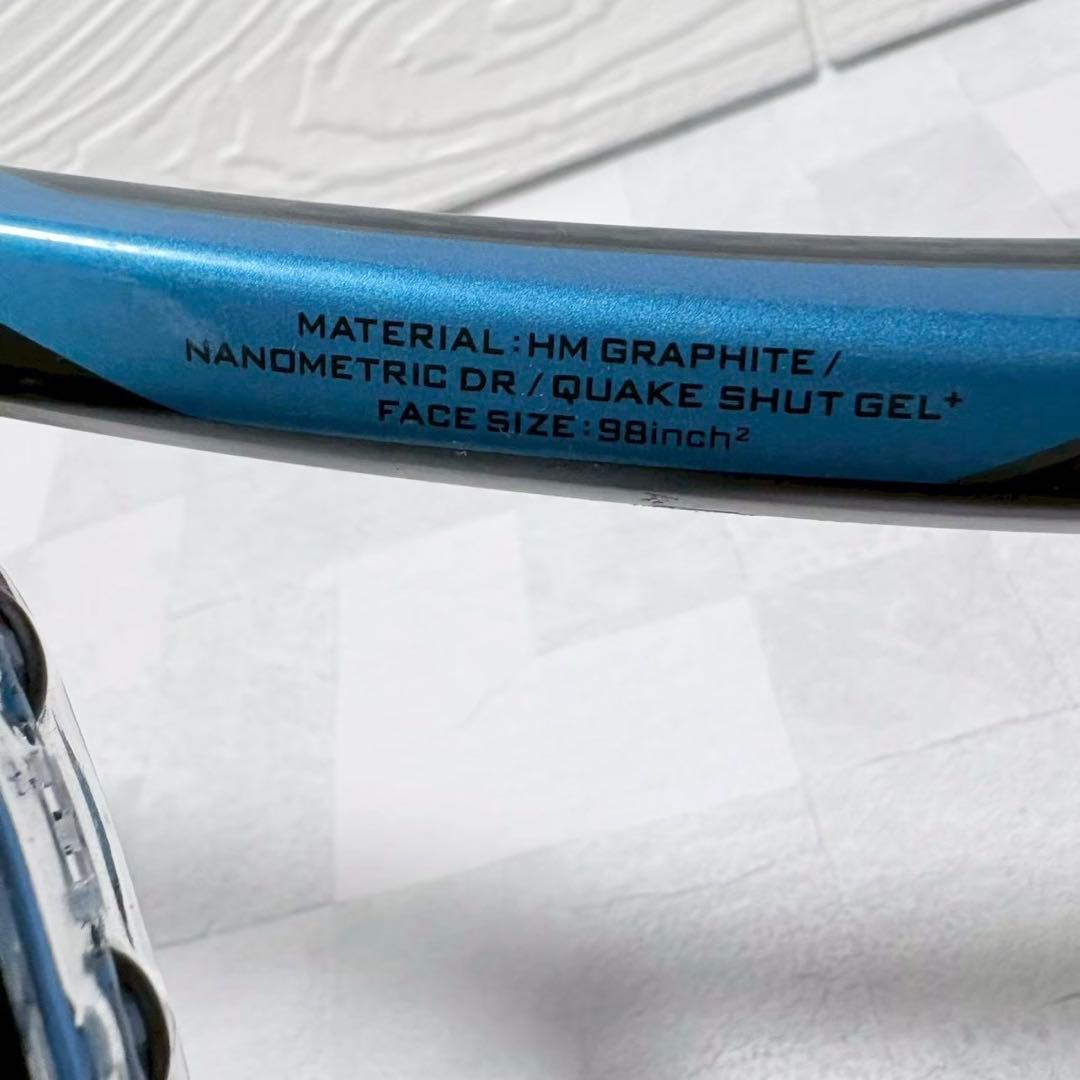 MATERIAL:HM GRAPHITE/
NANOMETRIC DR/QUAKE SHUT GEL+
FACE SIZE:98inch²